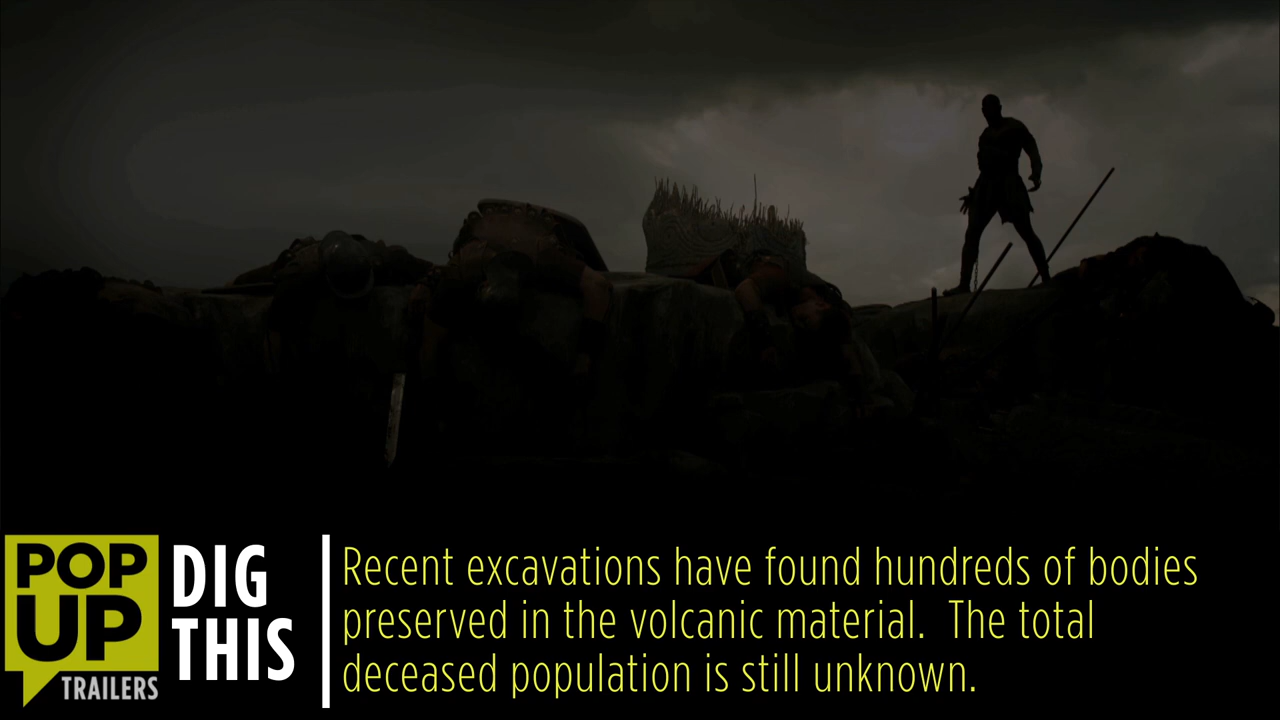 POP
UP
TRAILERS
DIG
THIS
Recent excavations have found hundreds of bodies
preserved in the volcanic material.  The total
deceased population is still unknown.